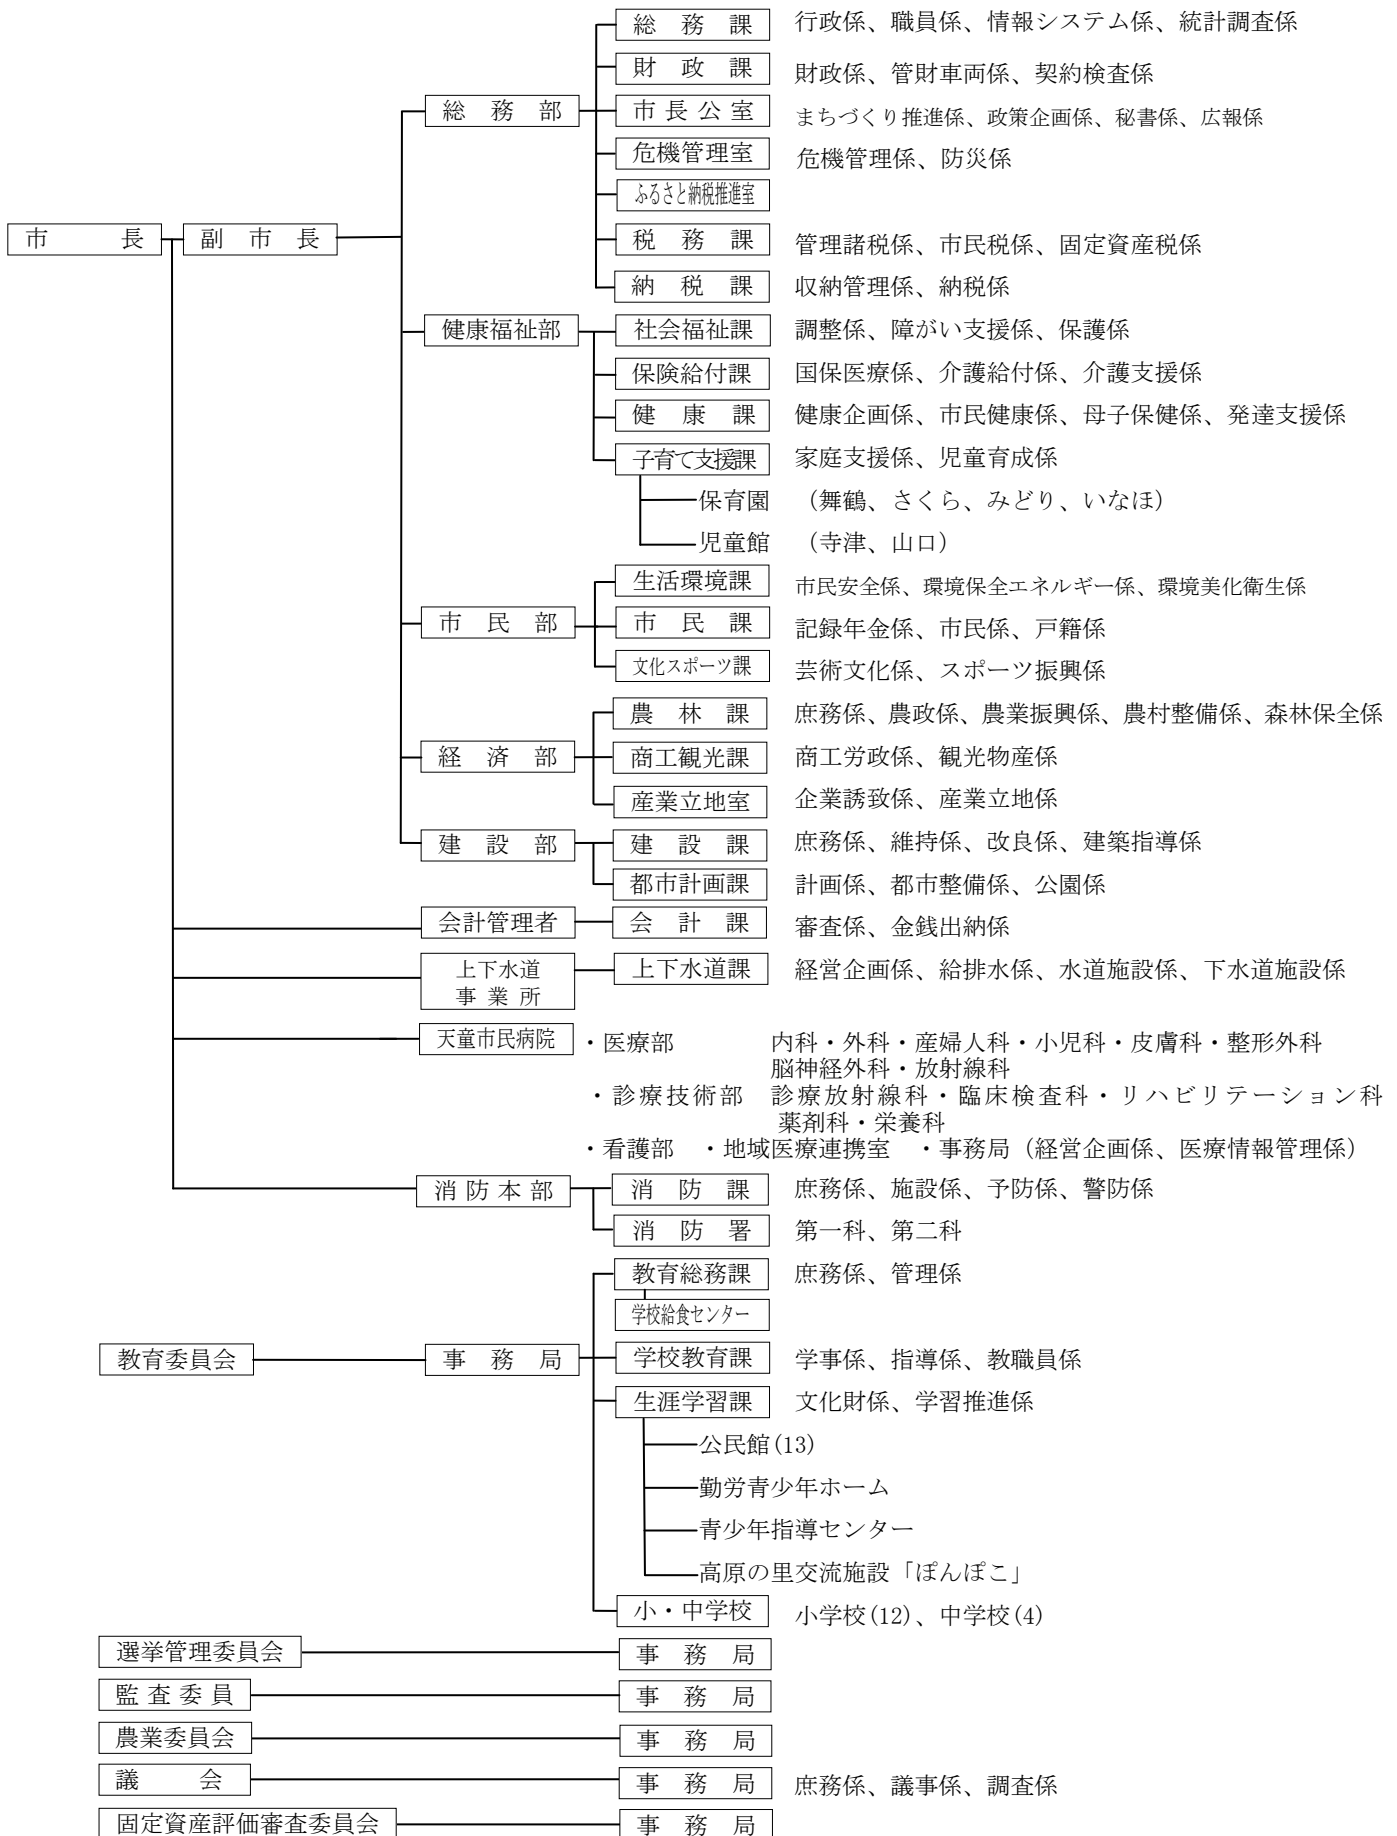 総務課 行政係、職員係、情報システム係、統計調査係
財政課 財政係、管財車両係、契約検査係
総務部 市長公室 まちづくり推進係、政策企画係、秘書係、広報係
危機管理室 危機管理係、防災係
ふるさと納税推進室
市長 副市長 税務課 管理諸税係、市民税係、固定資産税係
納税課 収納管理係、納税係
健康福祉部 社会福祉課 調整係、障がい支援係、保護係
保険給付課 国保医療係、介護給付係、介護支援係
健康課 健康企画係、市民健康係、母子保健係、発達支援係
子育て支援課 家庭支援係、児童育成係
保育園 （舞鶴、さくら、みどり、いなほ）
児童館 （寺津、山口）
生活環境課 市民安全係、環境保全エネルギー係、環境美化衛生係
市民部 市民課 記録年金係、市民係、戸籍係
文化スポーツ課 芸術文化係、スポーツ振興係
農林課 庶務係、農政係、農業振興係、農村整備係、森林保全係
経済部 商工観光課 商工労政係、観光物産係
産業立地室 企業誘致係、産業立地係
建設部 建設課 庶務係、維持係、改良係、建築指導係
都市計画課 計画係、都市整備係、公園係
会計管理者 会計課 審査係、金銭出納係
上下水道 上下水道課 経営企画係、給排水係、水道施設係、下水道施設係
事業所
天童市民病院 ・医療部 内科・外科・産婦人科・小児科・皮膚科・整形外科
脳神経外科・放射線科
・診療技術部 診療放射線科・臨床検査科・リハビリテーション科
薬剤科・栄養科
・看護部 ・地域医療連携室 ・事務局（経営企画係、医療情報管理係）
消防本部 消防課 庶務係、施設係、予防係、警防係
消防署 第一科、第二科
教育総務課 庶務係、管理係
学校給食センター
教育委員会 事務局 学校教育課 学事係、指導係、教職員係
生涯学習課 文化財係、学習推進係
公民館(13)
勤労青少年ホーム
青少年指導センター
高原の里交流施設「ぽんぽこ」
小・中学校 小学校(12)、中学校(4)
選挙管理委員会 事務局
監査委員 事務局
農業委員会 事務局
議会 事務局 庶務係、議事係、調査係
固定資産評価審査委員会 事務局